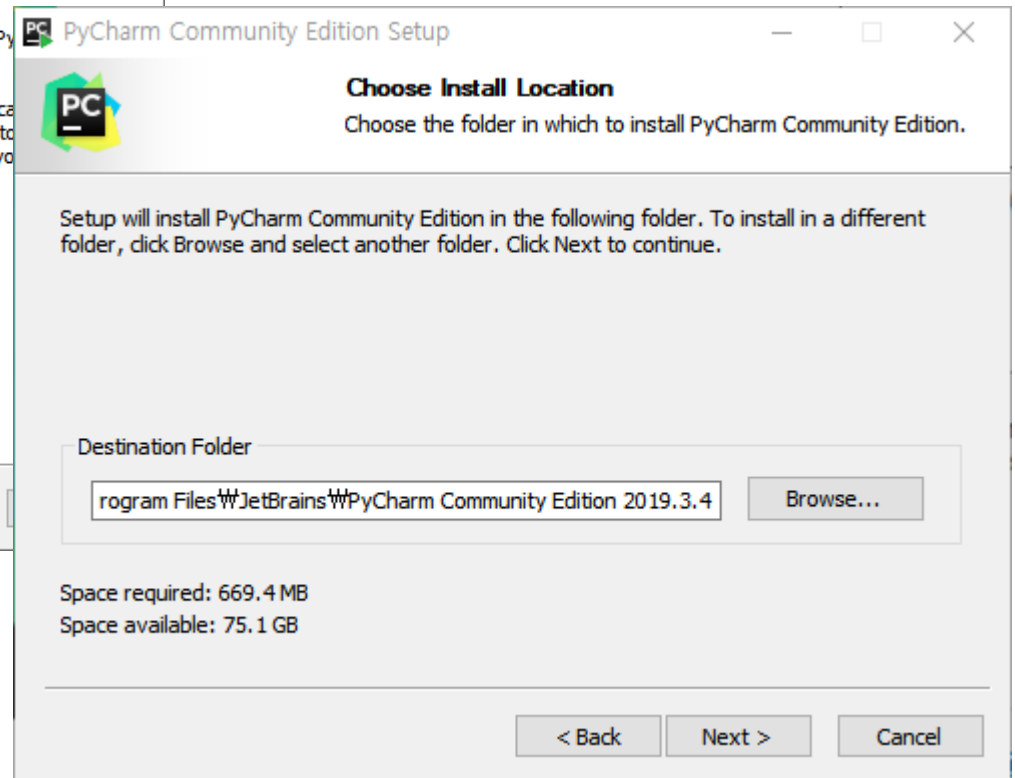 PyCharm Community Edition Setup
PC
Choose Install Location
Choose the folder in which to install PyCharm Community Edition.
Setup will install PyCharm Community Edition in the following folder. To install in a different
folder, click Browse and select another folder. Click Next to continue.
Destination Folder
rogram Files₩JetBrains₩PyCharm Community Edition 2019.3.4
Browse...
Space required: 669.4 MB
Space available: 75.1 GB
< Back
Next >
Cancel